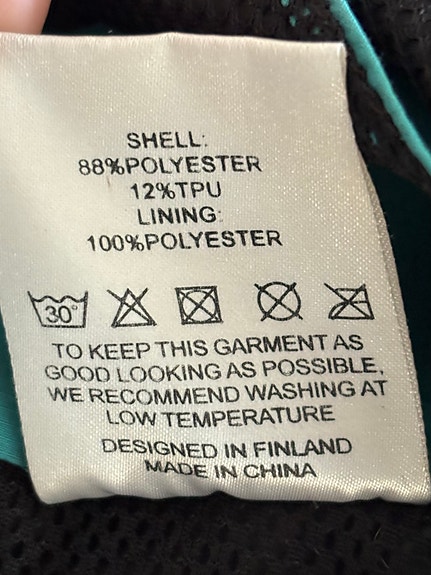 SHELL:
88%POLYESTER
12%TPU
LINING:
100%POLYESTER
30°
TO KEEP THIS GARMENT AS
GOOD LOOKING AS POSSIBLE,
WE RECOMMEND WASHING AT
LOW TEMPERATURE
DESIGNED IN FINLAND
MADE IN CHINA